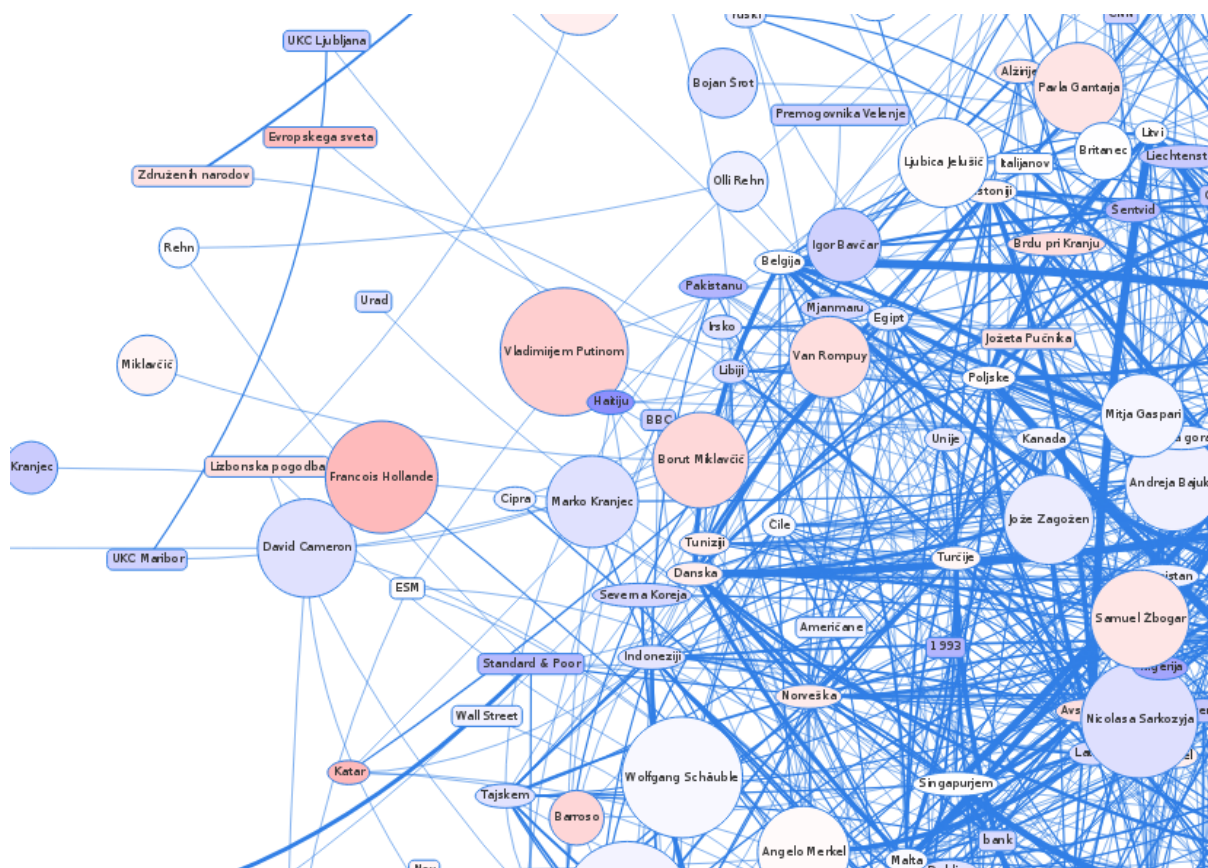 CNN
UKC Ljubljana
Alžirije
Bojan Šrot
Pavla Gantarja
Premogovnika Velenje
Evropskega sveta
Litvi
Britanec
Ljubica Jelušič
Italijanov
Združenih narodov
Olli Rehn
Šentvid
Rehn
Igor Bavčar
Brdu pri Kranju
Belgija
Pakistanu
Urad
Mjanmaru
Egipt
Irsko
Jožeta Pučnika
Vladimirjem Putinom
Van Rompuy
Miklavčič
Libiji
Poljske
Haitiju
Mitja Gaspari
BBC
Unije
Kanada
Borut Miklavčič
Kranjec
Lizbonska pogodba
Francois Hollande
Andreja Bajuk
Cipra
Marko Kranjec
Jože Zagožen
Čile
Tuniziji
David Cameron
UKC Maribor
Turčije
Danska
ESM
Severna Koreja
Samuel Žbogar
Američane
1993
Indoneziji
Standard & Poor
Norveška
Wall Street
Nicolasa Sarkozyja
Katar
Wolfgang Schäuble
Singapurjem
Tajskem
Barroso
bank
Angelo Merkel
Malta